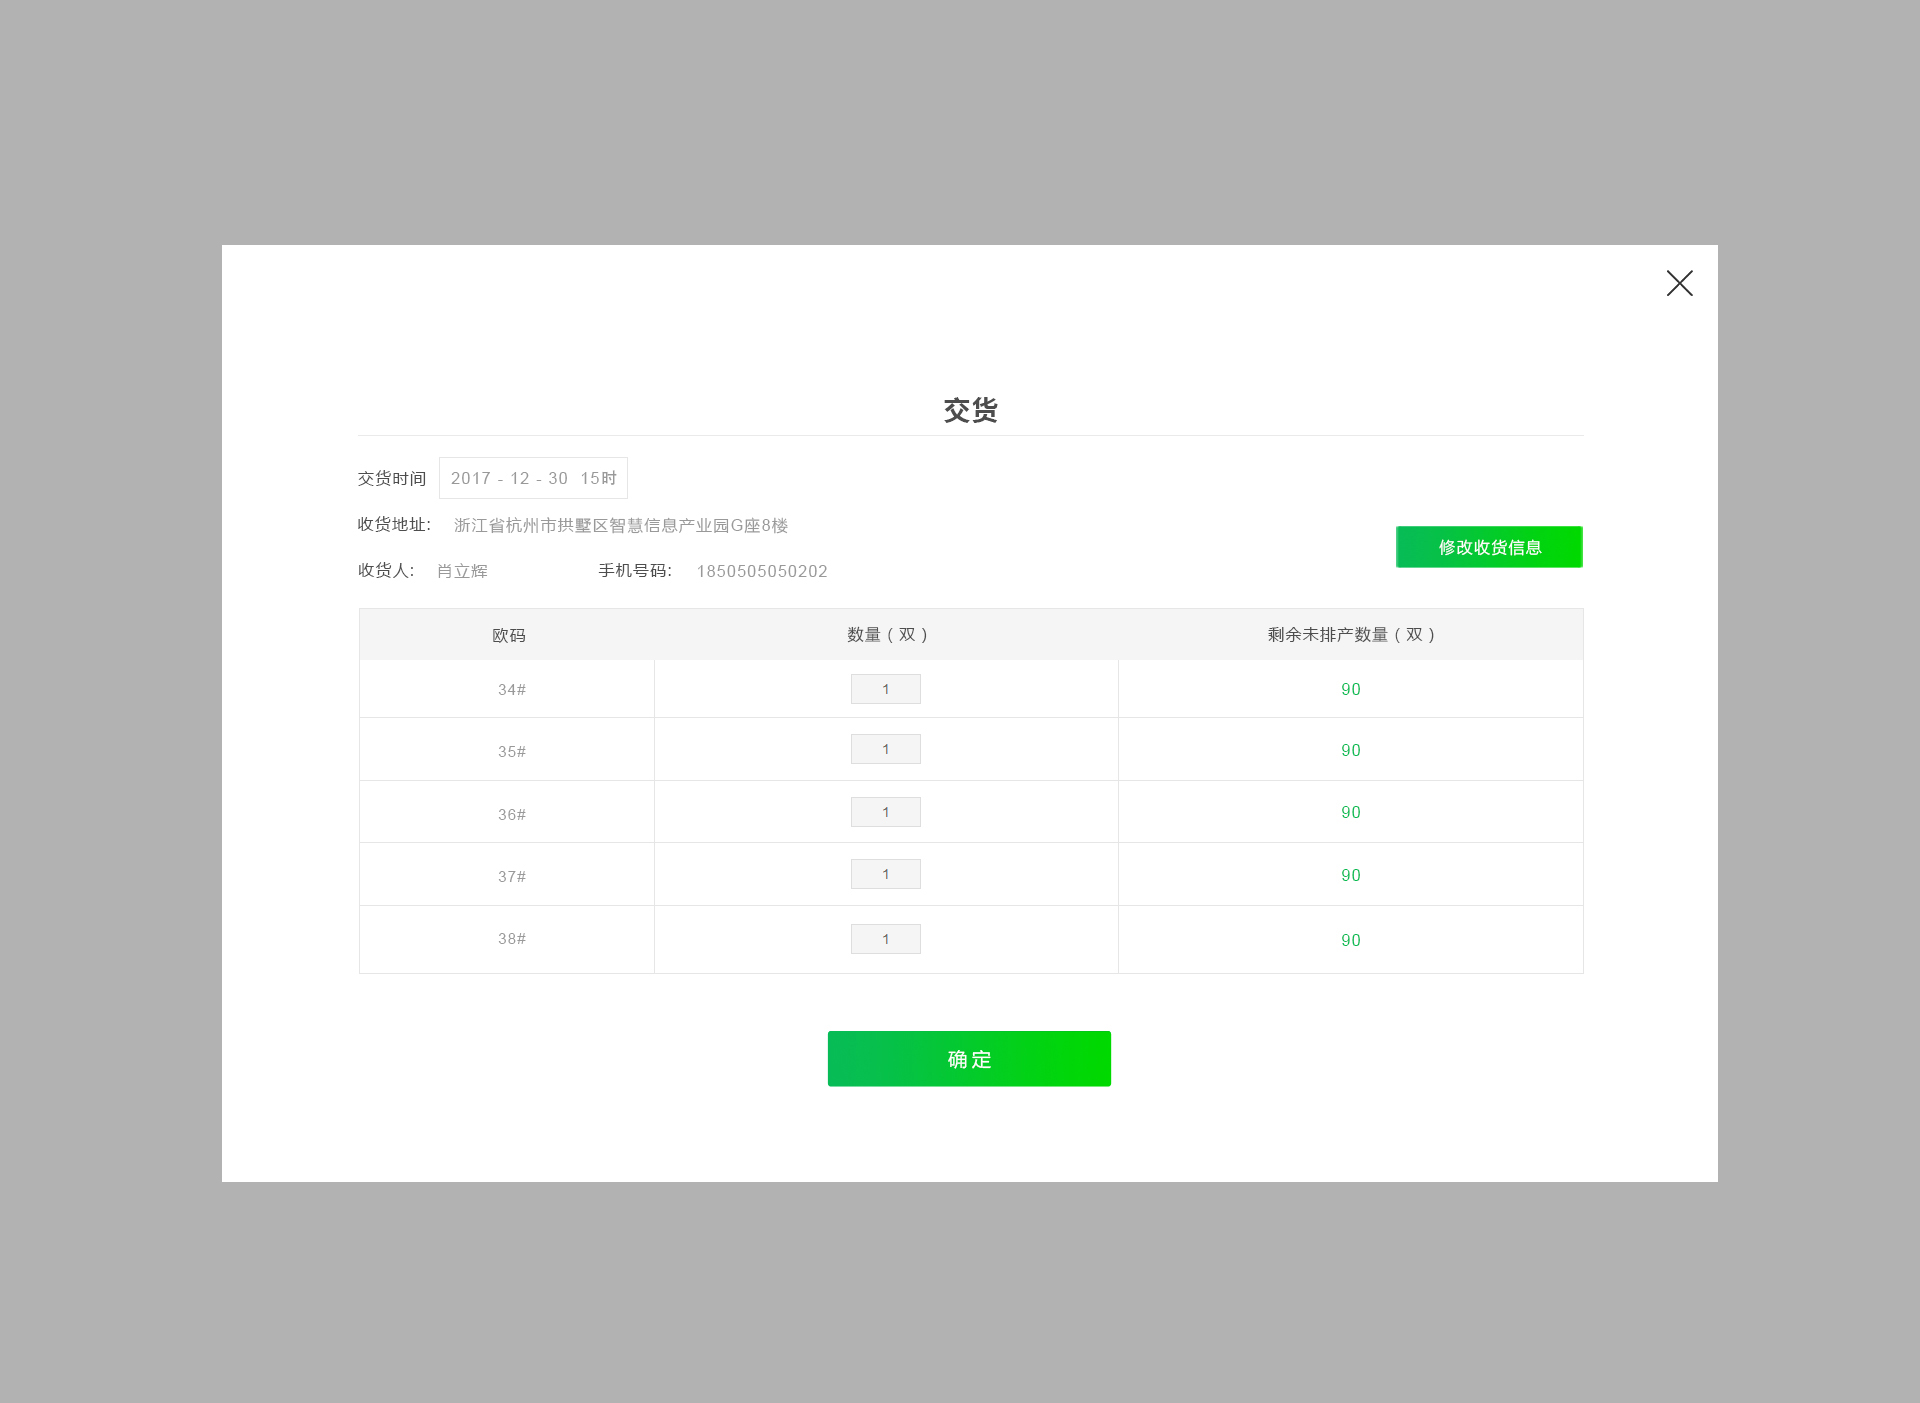 交货
交货时间 2017 - 12 - 30 15时
收货地址: 浙江省杭州市拱墅区智慧信息产业园G座8楼
修改收货信息
收货人: 肖立辉 手机号码: 1850505050202
欧码 数量（双） 剩余未排产数量（双）
34# 1 90
35# 1 90
36# 1 90
37# 1 90
38# 1 90
确定